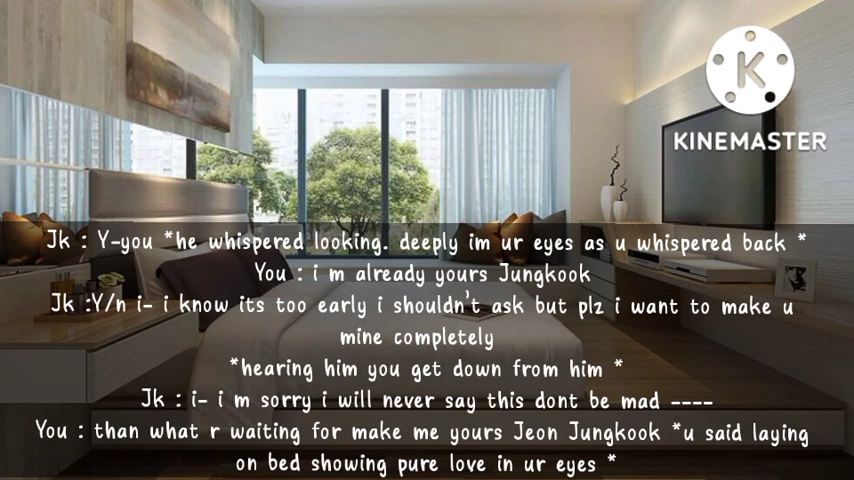 KINEMASTER
Jk : Y-you *he whispered looking. deeply im ur eyes as u whispered back *
You : i m already yours Jungkook
Jk :Y/n i- i know its too early i shouldn't ask but plz i want to make u
mine completely
*hearing him you get down from him *
Jk : i- i m sorry i will never say this dont be mad ----
You : than what r waiting for make me yours Jeon Jungkook *u said laying
on bed showing pure love in ur eyes *